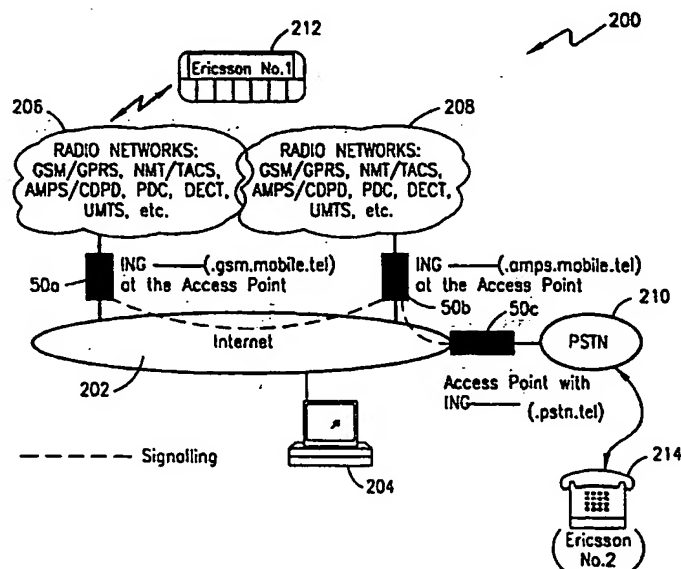 212
200
Ericsson No.1
206
208
RADIO NETWORKS:
GSM/GPRS, NMT/TACS,
AMPS/CDPD, PDC, DECT,
UMTS, etc.
RADIO NETWORKS:
GSM/GPRS, NMT/TACS,
AMPS/CDPD, PDC, DECT,
UMTS, etc.
50a
ING (.gsm.mobile.tel)
at the Access Point
ING (.amps.mobile.tel)
at the Access Point
50b
50c
210
Internet
PSTN
202
Access Point with
ING (.pstn.tel)
Signalling
204
214
(Ericsson
No.2)